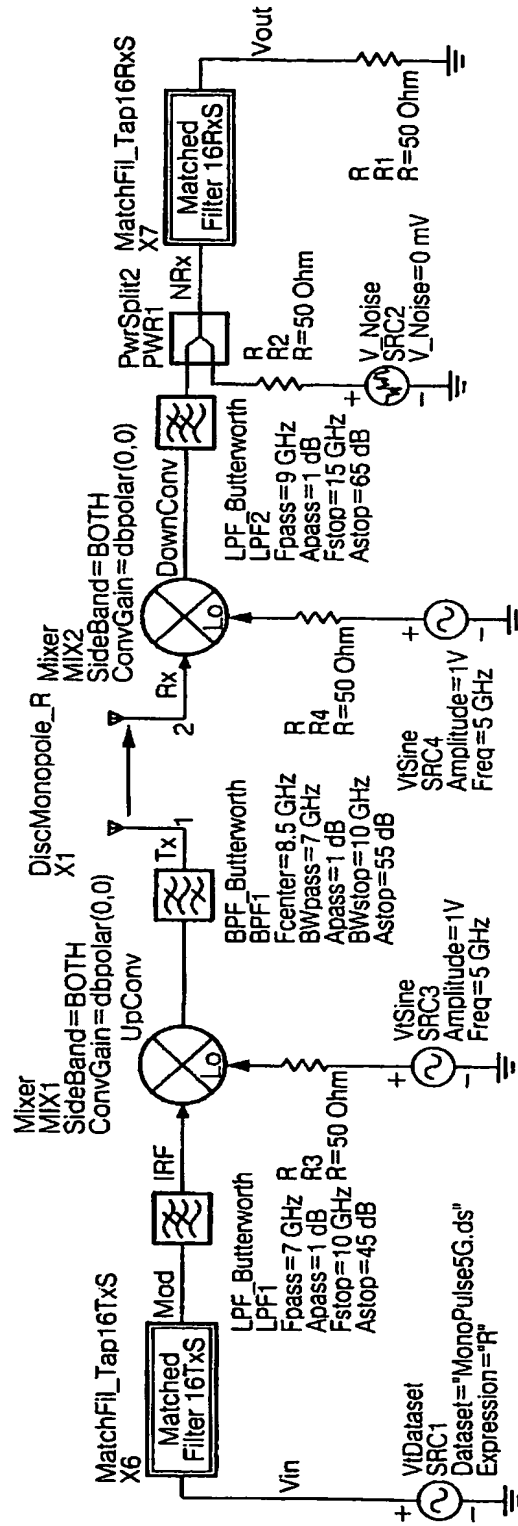 MatchFil_Tap16TxS
X6
Matched
Filter 16TxS
Vin
+
-
VtDataset
SRC1
Dataset="MonoPulse5G.ds"
Expression="R"
Mod
IRF
LPF_Butterworth
LPF1
Fpass=7 GHz
Apass=1 dB
Fstop=10 GHz
Astop=45 dB
Mixer
MIX1
SideBand=BOTH
ConvGain=dbpolar(0,0)
UpConv
Lo
R
R3
R=50 Ohm
+
-
VtSine
SRC3
Amplitude=1V
Freq=5 GHz
BPF_Butterworth
BPF1
Fcenter=8.5 GHz
BWpass=7 GHz
Apass=1 dB
BWstop=10 GHz
Astop=55 dB
DiscMonopole_R
X1
Tx
1
2
Rx
Mixer
MIX2
SideBand=BOTH
ConvGain=dbpolar(0,0)
Lo
R
R4
R=50 Ohm
+
-
VtSine
SRC4
Amplitude=1V
Freq=5 GHz
DownConv
LPF_Butterworth
LPF2
Fpass=9 GHz
Apass=1 dB
Fstop=15 GHz
Astop=65 dB
PwrSplit2
PWR1
R
R2
R=50 Ohm
+
-
V_Noise
SRC2
V_Noise=0 mV
NRx
MatchFil_Tap16RxS
X7
Matched
Filter 16RxS
Vout
R
R1
R=50 Ohm